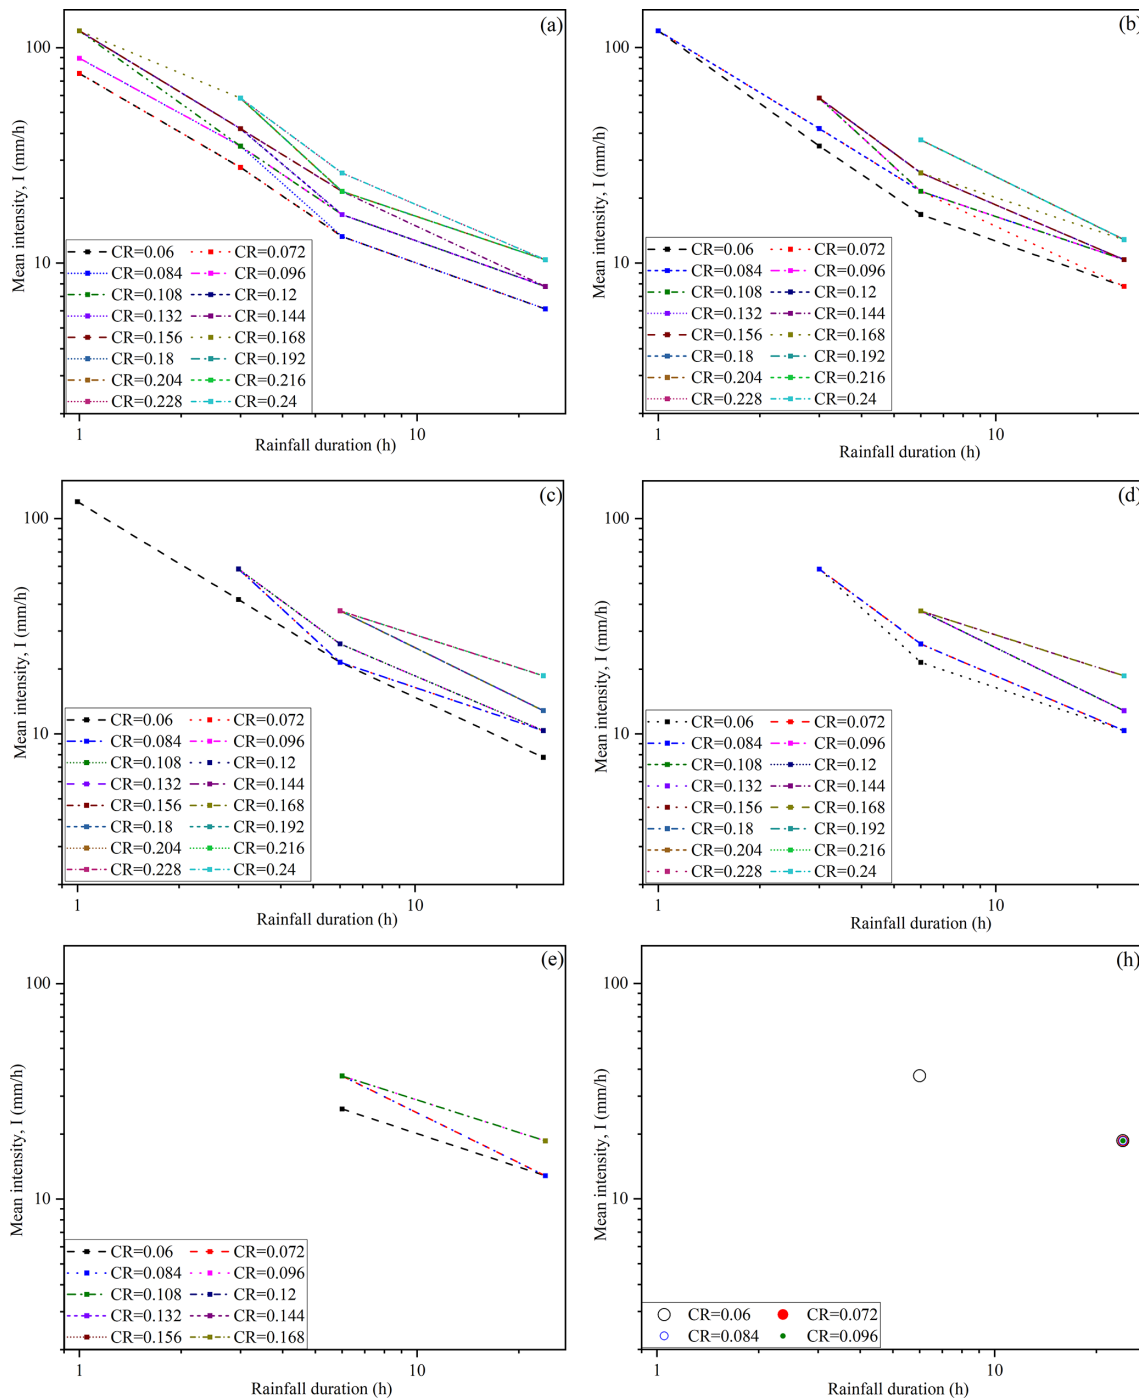 (a)
Mean intensity, I (mm/h)
100
10
CR=0.06 CR=0.072
CR=0.084 CR=0.096
CR=0.108 CR=0.12
CR=0.132 CR=0.144
CR=0.156 CR=0.168
CR=0.18 CR=0.192
CR=0.204 CR=0.216
CR=0.228 CR=0.24
1 10
Rainfall duration (h)
(b)
Mean intensity, I (mm/h)
100
10
CR=0.06 CR=0.072
CR=0.084 CR=0.096
CR=0.108 CR=0.12
CR=0.132 CR=0.144
CR=0.156 CR=0.168
CR=0.18 CR=0.192
CR=0.204 CR=0.216
CR=0.228 CR=0.24
1 10
Rainfall duration (h)
(c)
Mean intensity, I (mm/h)
100
10
CR=0.06 CR=0.072
CR=0.084 CR=0.096
CR=0.108 CR=0.12
CR=0.132 CR=0.144
CR=0.156 CR=0.168
CR=0.18 CR=0.192
CR=0.204 CR=0.216
CR=0.228 CR=0.24
1 10
Rainfall duration (h)
(d)
Mean intensity, I (mm/h)
100
10
CR=0.06 CR=0.072
CR=0.084 CR=0.096
CR=0.108 CR=0.12
CR=0.132 CR=0.144
CR=0.156 CR=0.168
CR=0.18 CR=0.192
CR=0.204 CR=0.216
CR=0.228 CR=0.24
1 10
Rainfall duration (h)
(e)
Mean intensity, I (mm/h)
100
10
CR=0.06 CR=0.072
CR=0.084 CR=0.096
CR=0.108 CR=0.12
CR=0.132 CR=0.144
CR=0.156 CR=0.168
1 10
Rainfall duration (h)
(h)
Mean intensity, I (mm/h)
100
10
CR=0.06 CR=0.072
CR=0.084 CR=0.096
1 10
Rainfall duration (h)